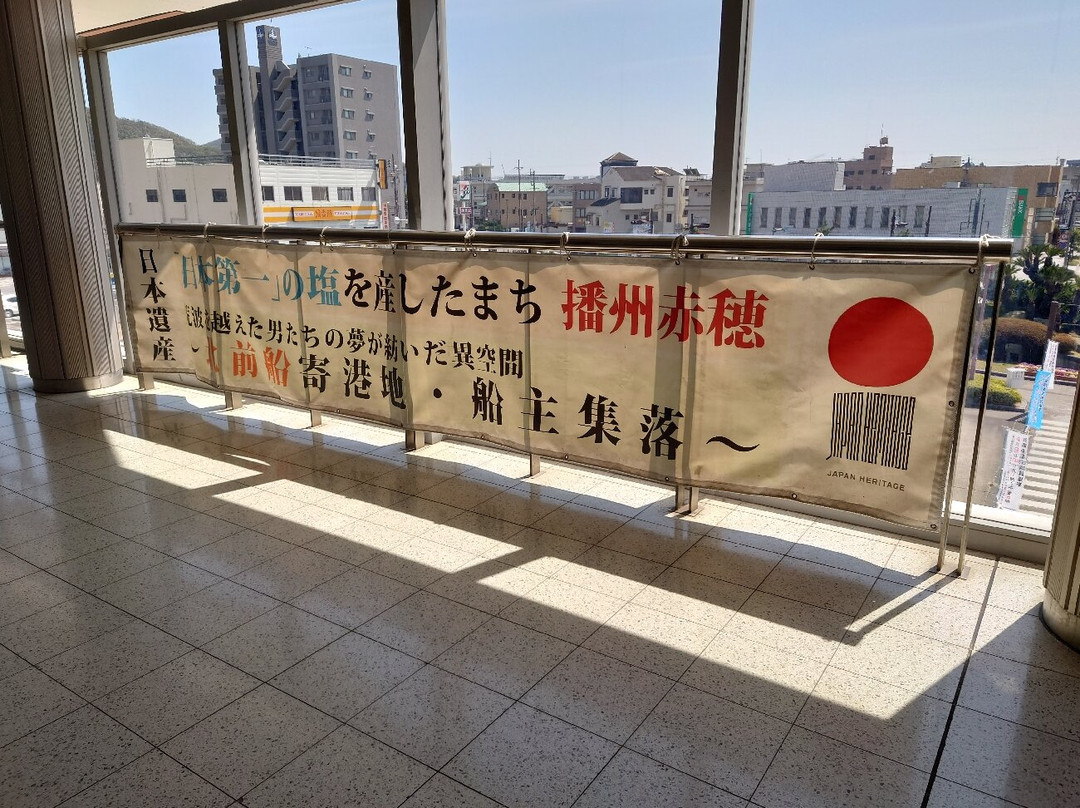 日本遺産
「日本第一」の塩を産したまち 播州赤穂
荒波を越えた男たちの夢が紡いだ異空間
～北前船寄港地・船主集落～
JAPAN HERITAGE